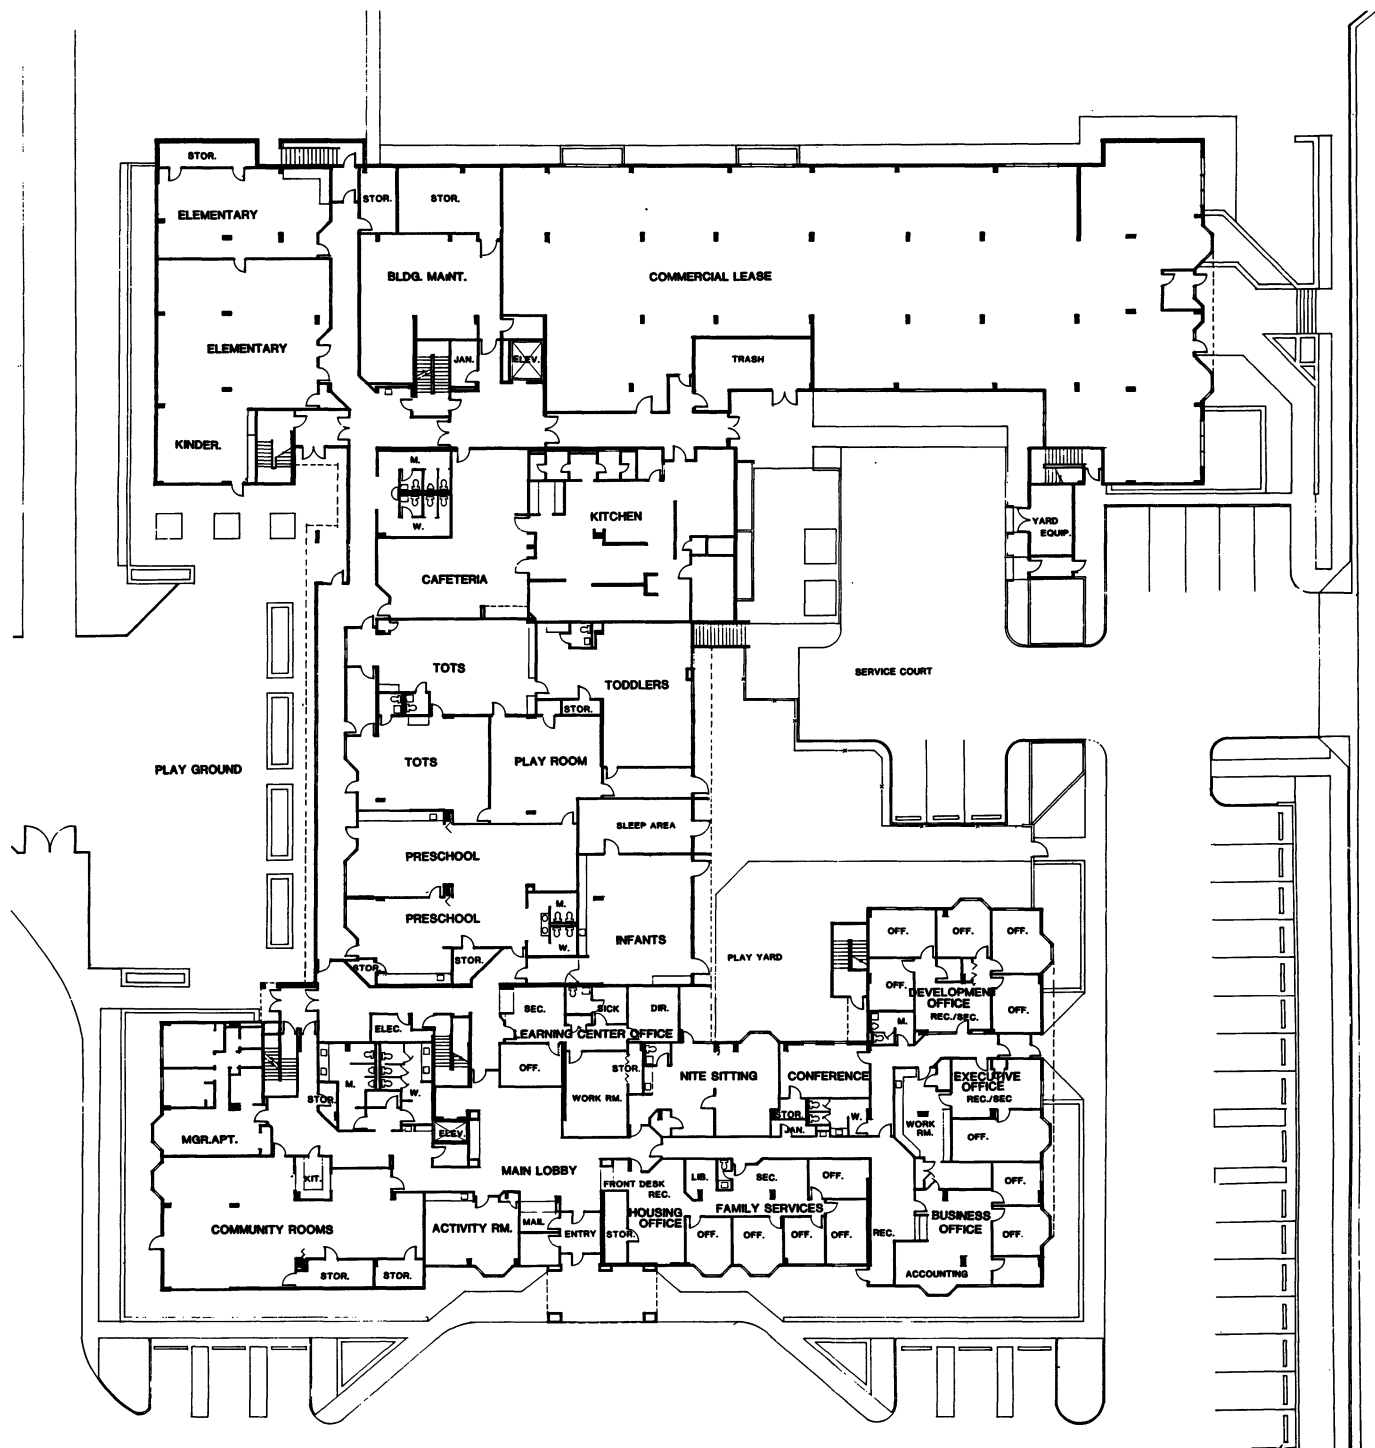 STOR.
ELEMENTARY
STOR.
STOR.
BLDG. MAINT.
COMMERCIAL LEASE
ELEMENTARY
JAN.
ELEV.
TRASH
KINDER.
M.
W.
KITCHEN
YARD
EQUIP.
CAFETERIA
TOTS
TODDLERS
STOR.
SERVICE COURT
PLAY GROUND
TOTS
PLAY ROOM
SLEEP AREA
PRESCHOOL
PRESCHOOL
M.
W.
INFANTS
STOR.
STOR.
PLAY YARD
OFF.
OFF.
OFF.
OFF.
DEVELOPMENT
OFFICE
REC./SEC.
OFF.
M.
SEC.
SICK
DIR.
LEARNING CENTER OFFICE
ELEC.
OFF.
STOR.
WORK RM.
NITE SITTING
CONFERENCE
EXECUTIVE
OFFICE
REC./SEC
M.
W.
STOR.
STOR.
JAN.
W.
WORK
RM.
OFF.
MGR.APT.
ELEV.
MAIN LOBBY
KIT.
FRONT DESK
REC.
LIB.
SEC.
OFF.
OFF.
COMMUNITY ROOMS
ACTIVITY RM.
MAIL
ENTRY
HOUSING
OFFICE
STOR.
FAMILY SERVICES
OFF.
OFF.
OFF.
OFF.
REC.
BUSINESS
OFFICE
OFF.
ACCOUNTING
STOR.
STOR.